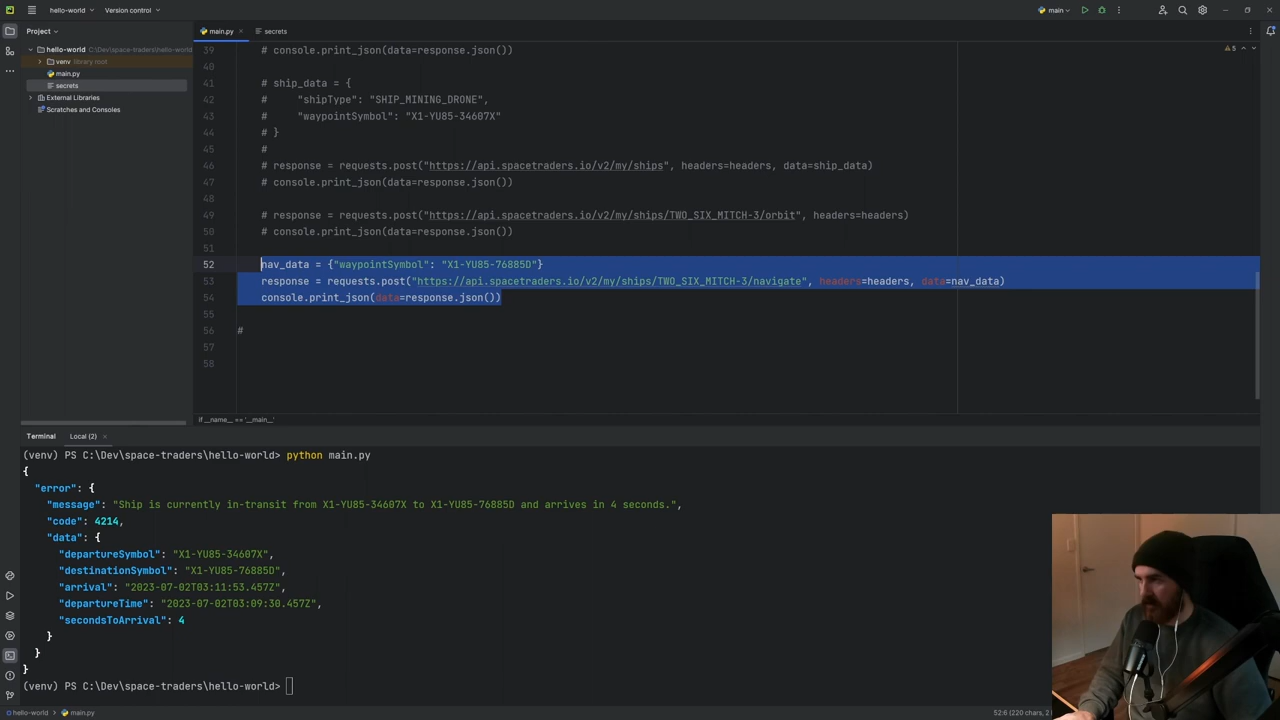 hello-world
Version control
main
Project
main.py
secrets
hello-world C:\Dev\space-traders\hello-world
venv library root
main.py
secrets
External Libraries
Scratches and Consoles
5
39 # console.print_json(data=response.json())
40
41 # ship_data = {
42 #     "shipType": "SHIP_MINING_DRONE",
43 #     "waypointSymbol": "X1-YU85-34607X"
44 # }
45 #
46 # response = requests.post("https://api.spacetraders.io/v2/my/ships", headers=headers, data=ship_data)
47 # console.print_json(data=response.json())
48
49 # response = requests.post("https://api.spacetraders.io/v2/my/ships/TWO_SIX_MITCH-3/orbit", headers=headers)
50 # console.print_json(data=response.json())
51
52 nav_data = {"waypointSymbol": "X1-YU85-76885D"}
53 response = requests.post("https://api.spacetraders.io/v2/my/ships/TWO_SIX_MITCH-3/navigate", headers=headers, data=nav_data)
54 console.print_json(data=response.json())
55
56 #
57
58
if __name__ == '__main__'
Terminal
Local (2)
(venv) PS C:\Dev\space-traders\hello-world> python main.py
{
"error": {
"message": "Ship is currently in-transit from X1-YU85-34607X to X1-YU85-76885D and arrives in 4 seconds.",
"code": 4214,
"data": {
"departureSymbol": "X1-YU85-34607X",
"destinationSymbol": "X1-YU85-76885D",
"arrival": "2023-07-02T03:11:53.457Z",
"departureTime": "2023-07-02T03:09:30.457Z",
"secondsToArrival": 4
}
}
}
(venv) PS C:\Dev\space-traders\hello-world>
hello-world
main.py
52:6 (220 chars, 2